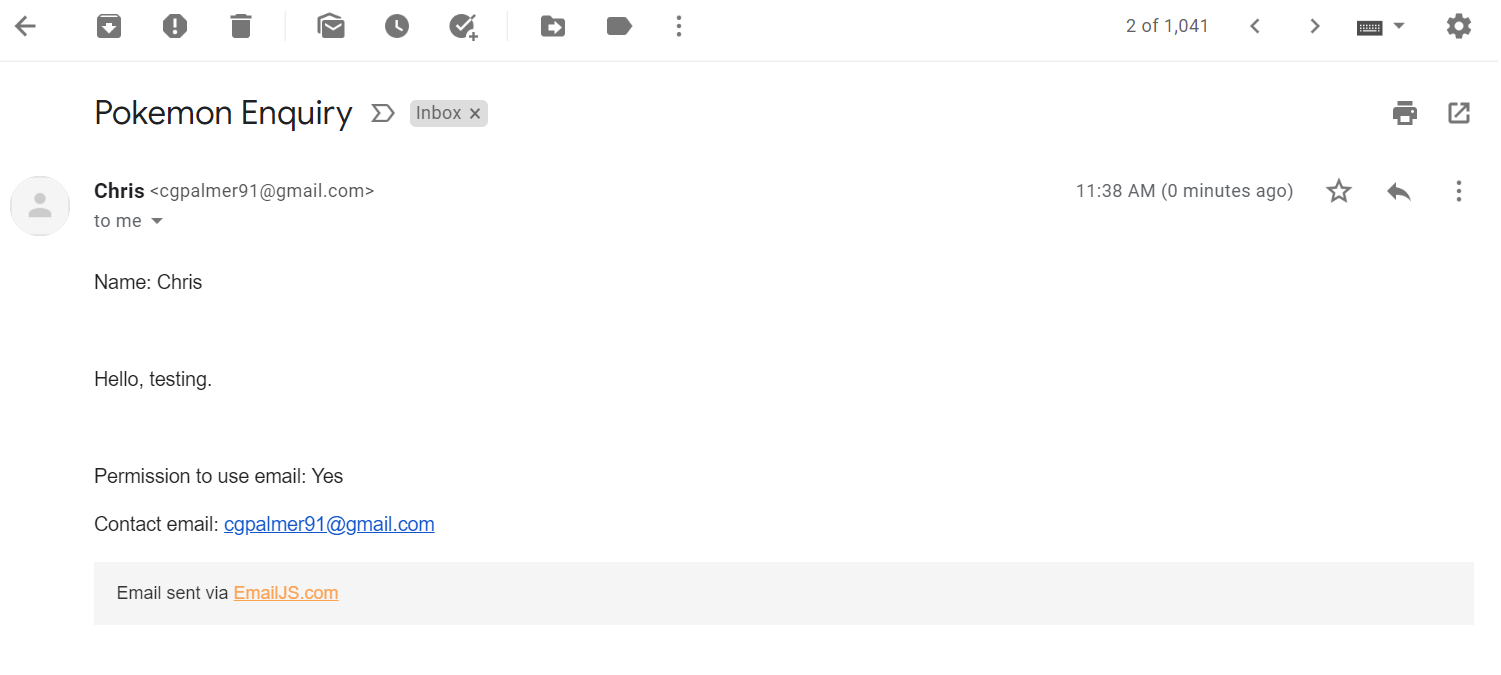 2 of 1,041
Pokemon Enquiry Inbox ×
Chris <cgpalmer91@gmail.com> 11:38 AM (0 minutes ago)
to me
Name: Chris
Hello, testing.
Permission to use email: Yes
Contact email: cgpalmer91@gmail.com
Email sent via EmailJS.com